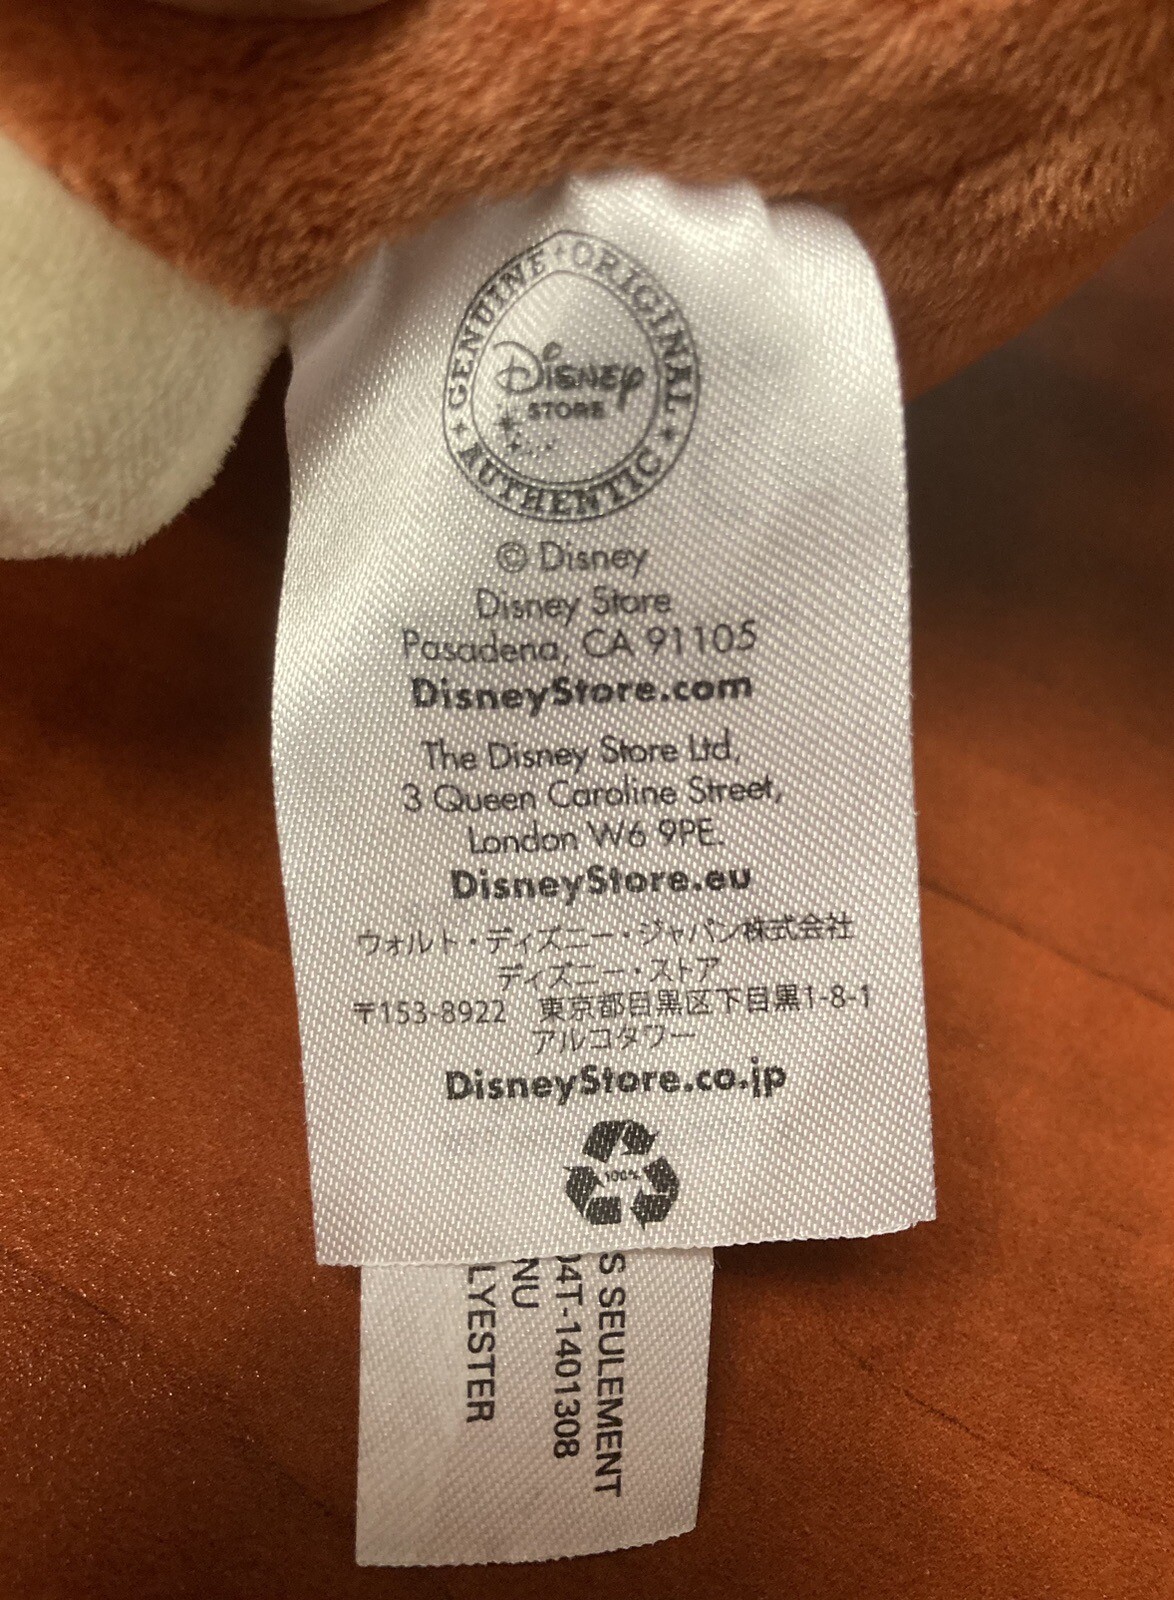 GENUINE • ORIGINAL
Disney
STORE
AUTHENTIC
© Disney
Disney Store
Pasadena, CA 91105
DisneyStore.com
The Disney Store Ltd,
3 Queen Caroline Street,
London W6 9PE.
DisneyStore.eu
ウォルト・ディズニー・ジャパン株式会社
ディズニー・ストア
〒153-8922 東京都目黒区下目黒1-8-1
アルコタワー
DisneyStore.co.jp
100%
S SEULEMENT
04T-1401308
NU
LYESTER